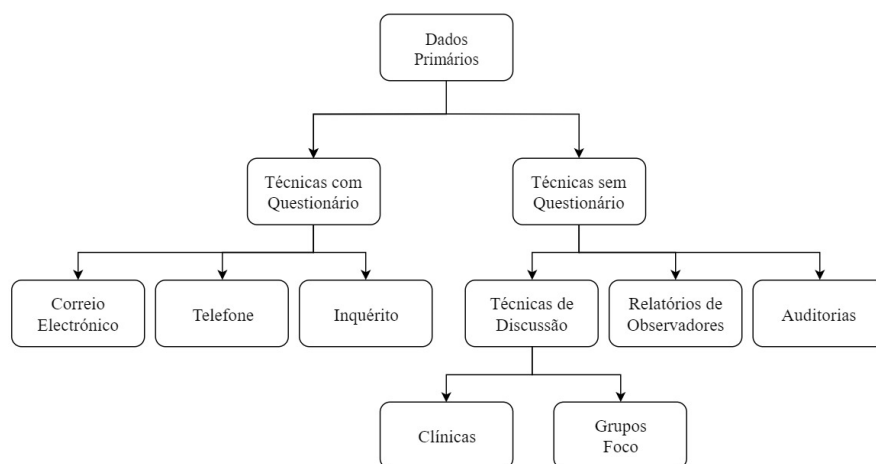 Dados
Primários
Técnicas com
Questionário
Técnicas sem
Questionário
Correio
Electrónico
Telefone
Inquérito
Técnicas de
Discussão
Relatórios de
Observadores
Auditorias
Clínicas
Grupos
Foco